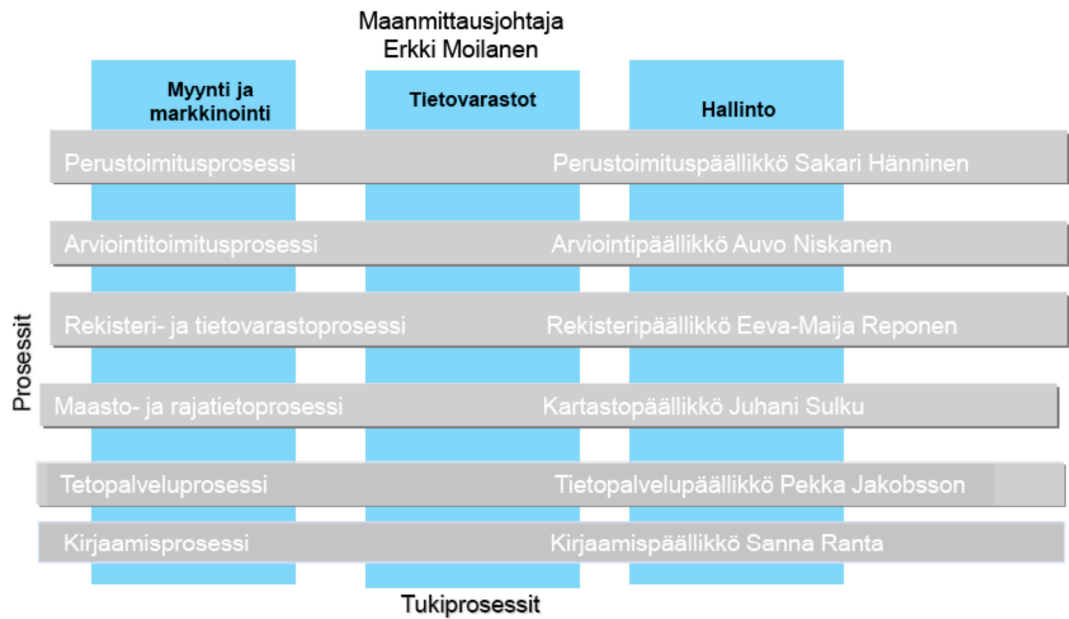 Maanmittausjohtaja
Erkki Moilanen
Myynti ja
markkinointi
Tietovarastot
Hallinto
Perustoimitusprosessi Perustoimituspäällikkö Sakari Hänninen
Arviointitoimitusprosessi Arviointipäällikkö Auvo Niskanen
Rekisteri- ja tietovarastoprosessi Rekisteripäällikkö Eeva-Maija Reponen
Prosessit
Maasto- ja rajatietoprosessi Kartastopäällikkö Juhani Sulku
Tetopalveluprosessi Tietopalvelupäällikkö Pekka Jakobsson
Kirjaamisprosessi Kirjaamispäällikkö Sanna Ranta
Tukiprosessit